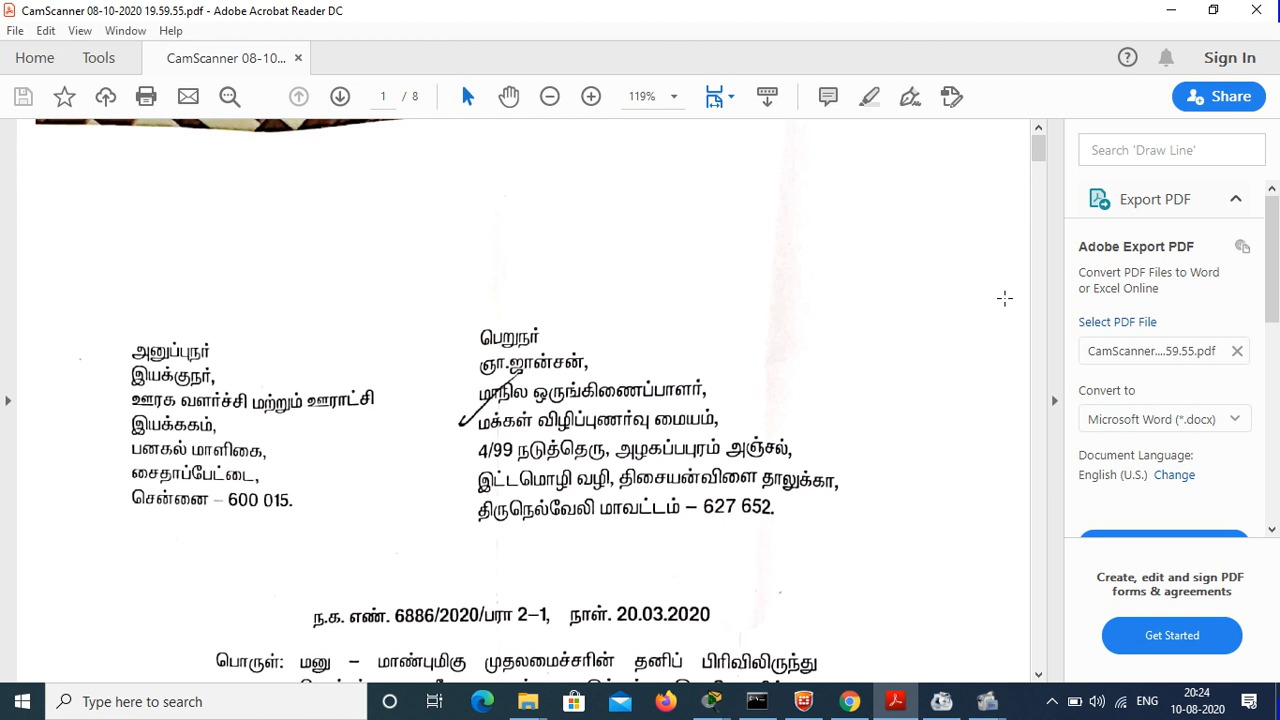 CamScanner 08-10-2020 19.59.55.pdf - Adobe Acrobat Reader DC
File Edit View Window Help
Home Tools CamScanner 08-10... ×
1 / 8 119% Share
Sign In
அனுப்புநர்
இயக்குநர்,
ஊரக வளர்ச்சி மற்றும் ஊராட்சி
இயக்ககம்,
பனகல் மாளிகை,
சைதாப்பேட்டை,
சென்னை – 600 015.
பெறுநர்
ஞா.ஜான்சன்,
மாநில ஒருங்கிணைப்பாளர்,
மக்கள் விழிப்புணர்வு மையம்,
4/99 நடுத்தெரு, அழகப்பபுரம் அஞ்சல்,
இட்டமொழி வழி, திசையன்விளை தாலுக்கா,
திருநெல்வேலி மாவட்டம் – 627 652.
ந.க. எண். 6886/2020/பரா 2–1, நாள். 20.03.2020
பொருள்: மனு – மாண்புமிகு முதலமைச்சரின் தனிப் பிரிவிலிருந்து
Search 'Draw Line'
Export PDF
Adobe Export PDF
Convert PDF Files to Word
or Excel Online
Select PDF File
CamScanner....59.55.pdf
Convert to
Microsoft Word (*.docx)
Document Language:
English (U.S.) Change
Create, edit and sign PDF
forms & agreements
Get Started
Type here to search
ENG
20:24
10-08-2020